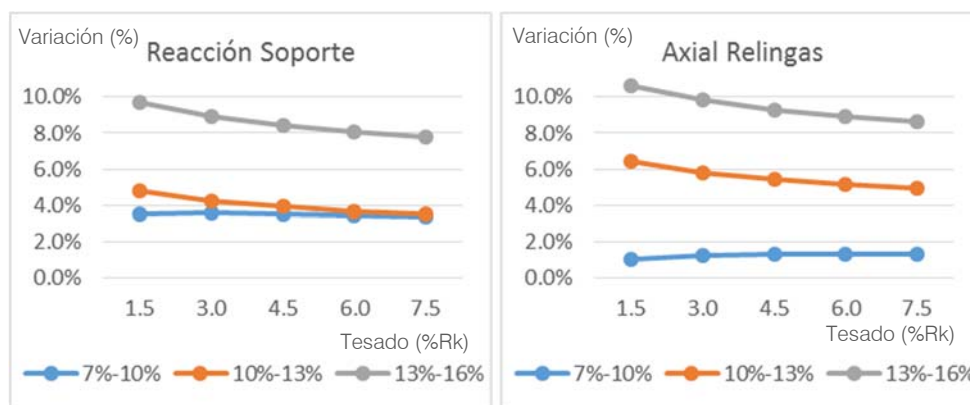 Variación (%)
Reacción Soporte
10.0%
8.0%
6.0%
4.0%
2.0%
0.0%
1.5 3.0 4.5 6.0 7.5
Tesado (%Rk)
7%-10% 10%-13% 13%-16%
Variación (%)
Axial Relingas
10.0%
8.0%
6.0%
4.0%
2.0%
0.0%
1.5 3.0 4.5 6.0 7.5
Tesado (%Rk)
7%-10% 10%-13% 13%-16%